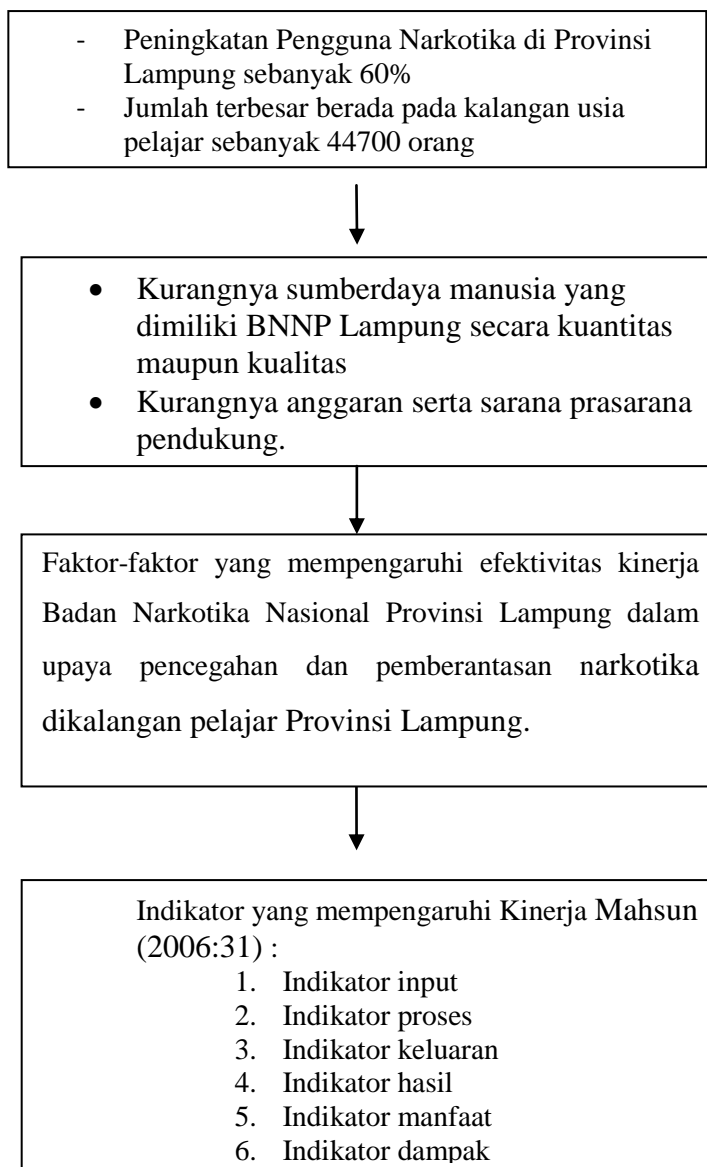 - Peningkatan Pengguna Narkotika di Provinsi
Lampung sebanyak 60%
- Jumlah terbesar berada pada kalangan usia
pelajar sebanyak 44700 orang
• Kurangnya sumberdaya manusia yang
dimiliki BNNP Lampung secara kuantitas
maupun kualitas
• Kurangnya anggaran serta sarana prasarana
pendukung.
Faktor-faktor yang mempengaruhi efektivitas kinerja
Badan Narkotika Nasional Provinsi Lampung dalam
upaya pencegahan dan pemberantasan narkotika
dikalangan pelajar Provinsi Lampung.
Indikator yang mempengaruhi Kinerja Mahsun
(2006:31) :
1. Indikator input
2. Indikator proses
3. Indikator keluaran
4. Indikator hasil
5. Indikator manfaat
6. Indikator dampak